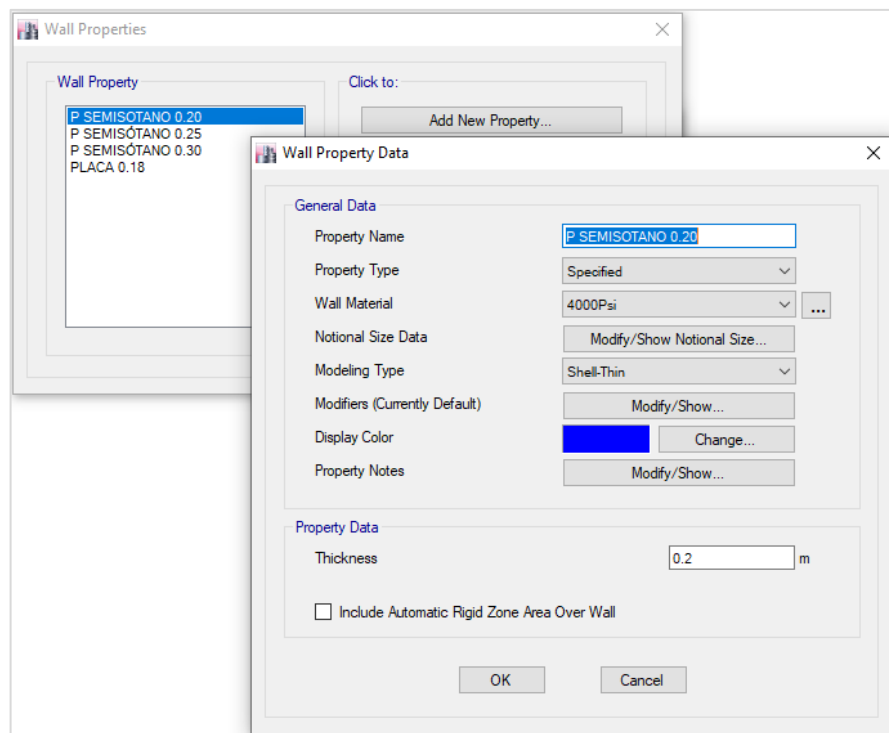 Wall Properties
Wall Property
Click to:
P SEMISOTANO 0.20
P SEMISÓTANO 0.25
P SEMISÓTANO 0.30
PLACA 0.18
Add New Property...
Wall Property Data
General Data
Property Name
P SEMISOTANO 0.20
Property Type
Specified
Wall Material
4000Psi
...
Notional Size Data
Modify/Show Notional Size...
Modeling Type
Shell-Thin
Modifiers (Currently Default)
Modify/Show...
Display Color
Change...
Property Notes
Modify/Show...
Property Data
Thickness
0.2
m
Include Automatic Rigid Zone Area Over Wall
OK
Cancel